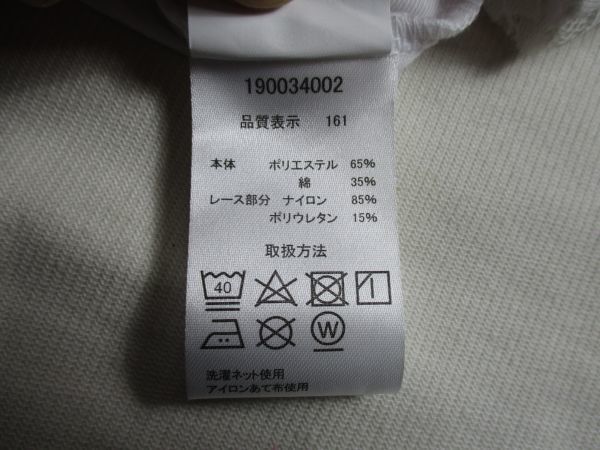 190034002
品質表示 161
本体 ポリエステル 65%
綿 35%
レース部分 ナイロン 85%
ポリウレタン 15%
取扱方法
40
W
洗濯ネット使用
アイロンあて布使用